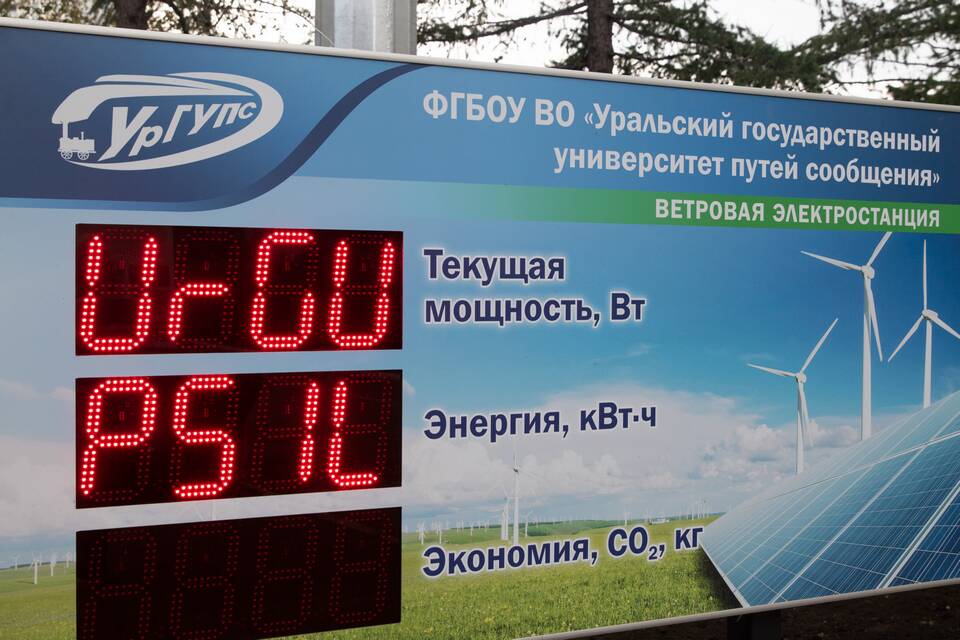 УрГУПС
ФГБОУ ВО «Уральский государственный
университет путей сообщения»
ВЕТРОВАЯ ЭЛЕКТРОСТАНЦИЯ
UrGU
Текущая
мощность, Вт
PS1L
Энергия, кВт·ч
Экономия, CO₂, кг